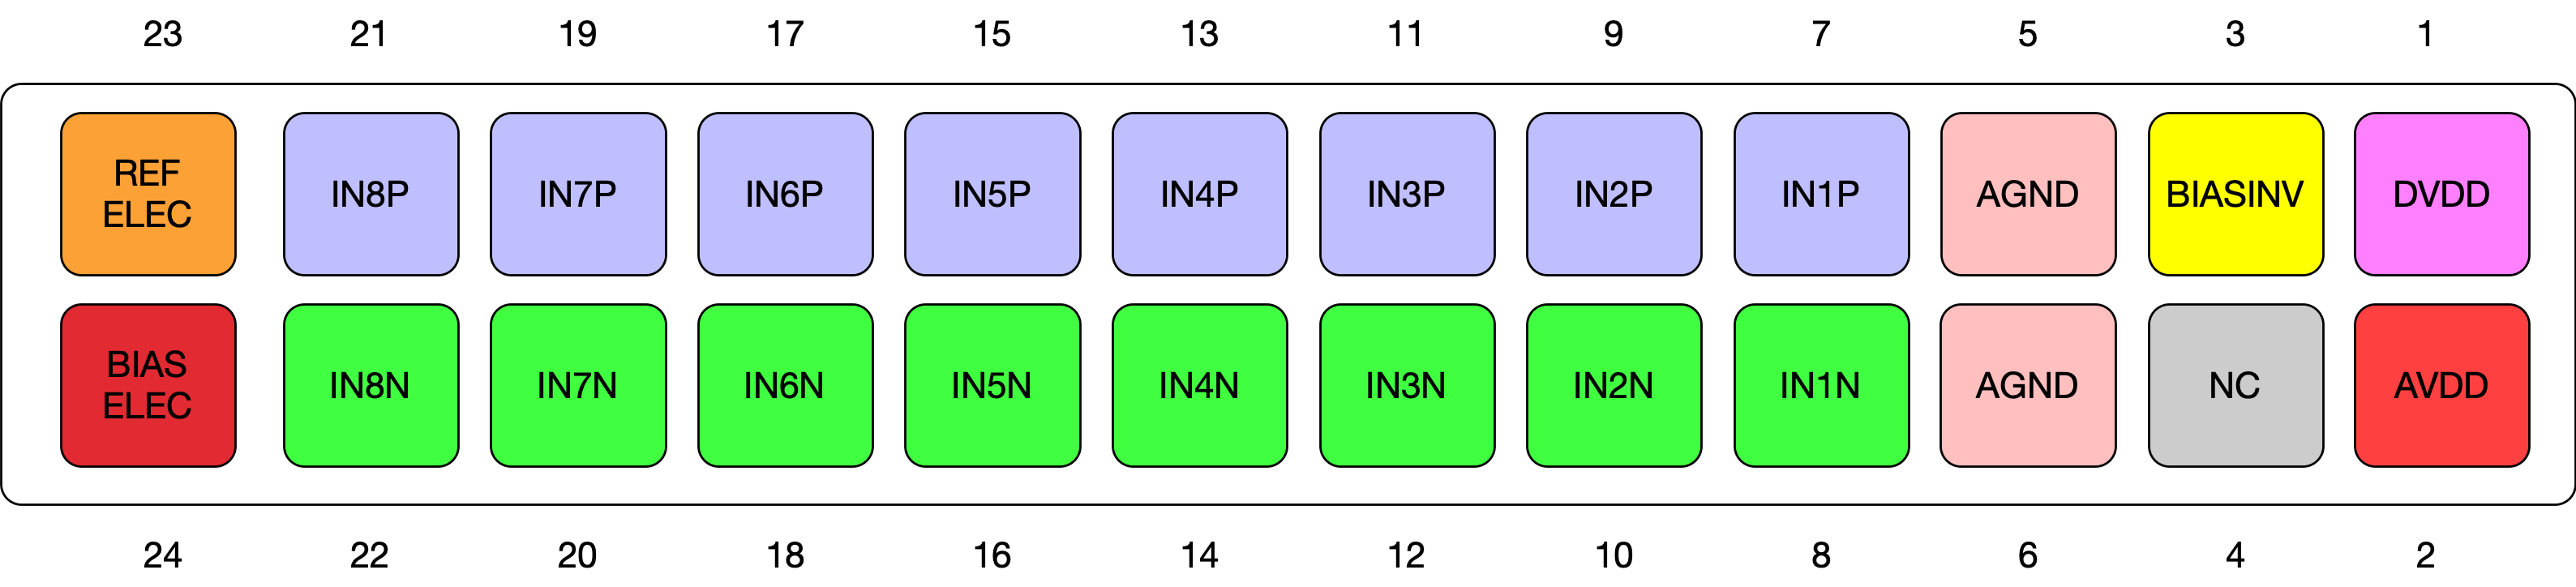 23 21 19 17 15 13 11 9 7 5 3 1
REF
ELEC
IN8P IN7P IN6P IN5P IN4P IN3P IN2P IN1P AGND BIASINV DVDD
BIAS
ELEC
IN8N IN7N IN6N IN5N IN4N IN3N IN2N IN1N AGND NC AVDD
24 22 20 18 16 14 12 10 8 6 4 2